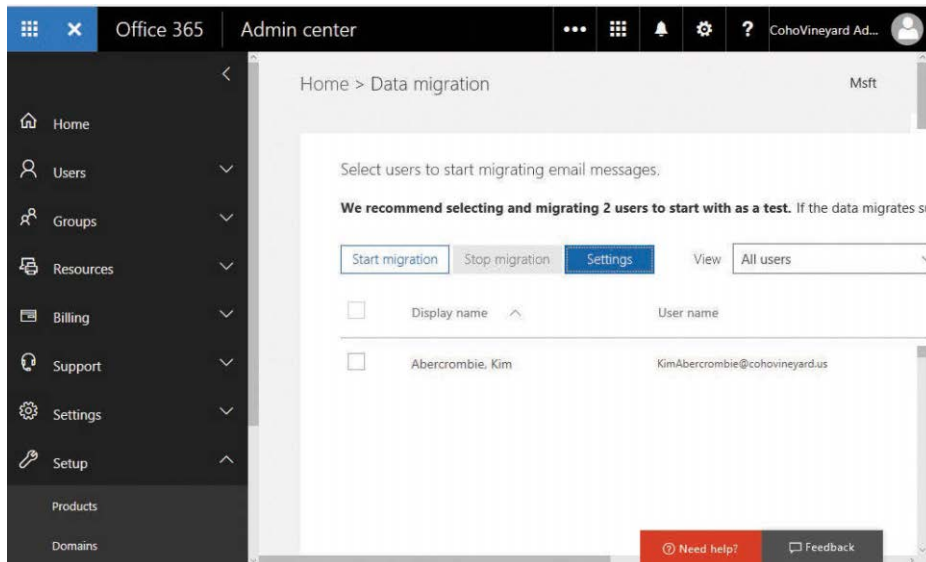 Office 365 Admin center ••• ? CohoVineyard Ad...
Home > Data migration Msft
Home
Users
Groups
Resources
Billing
Support
Settings
Setup
Products
Domains
Select users to start migrating email messages.
We recommend selecting and migrating 2 users to start with as a test. If the data migrates
Start migration Stop migration Settings View All users
Display name User name
Abercrombie, Kim KimAbercrombie@cohovineyard.us
? Need help? Feedback